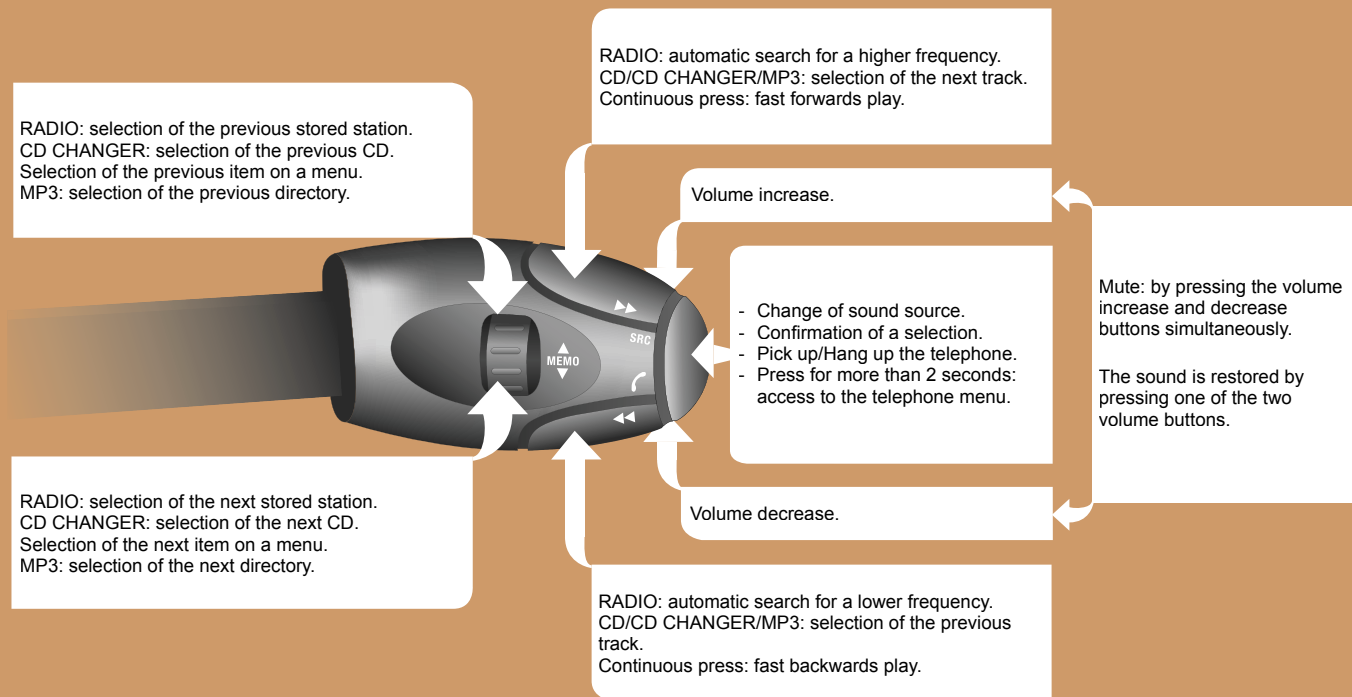 RADIO: automatic search for a higher frequency.
CD/CD CHANGER/MP3: selection of the next track.
Continuous press: fast forwards play.
RADIO: selection of the previous stored station.
CD CHANGER: selection of the previous CD.
Selection of the previous item on a menu.
MP3: selection of the previous directory.
Volume increase.
- Change of sound source.
- Confirmation of a selection.
- Pick up/Hang up the telephone.
- Press for more than 2 seconds:
access to the telephone menu.
Mute: by pressing the volume
increase and decrease
buttons simultaneously.
The sound is restored by
pressing one of the two
volume buttons.
SRC
MEMO
RADIO: selection of the next stored station.
CD CHANGER: selection of the next CD.
Selection of the next item on a menu.
MP3: selection of the next directory.
Volume decrease.
RADIO: automatic search for a lower frequency.
CD/CD CHANGER/MP3: selection of the previous
track.
Continuous press: fast backwards play.